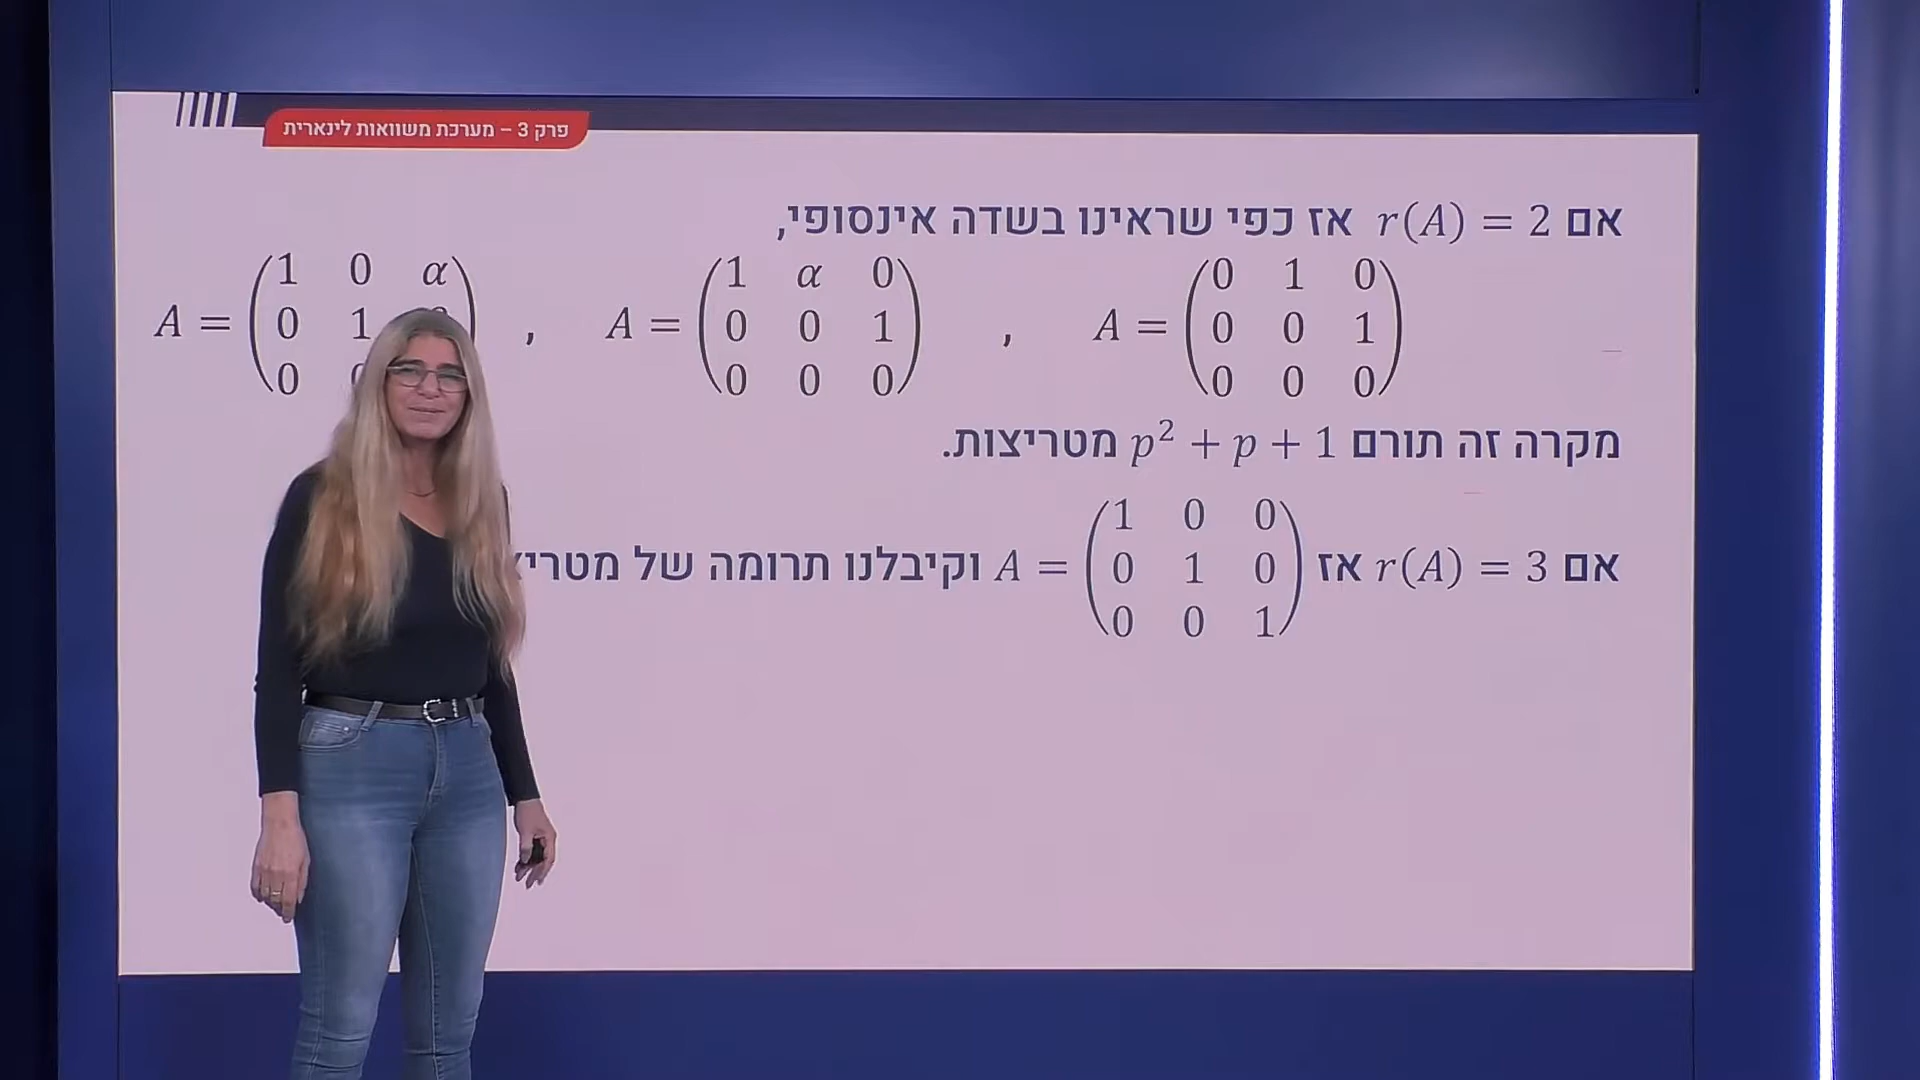 פרק 3 – מערכת משוואות לינארית
אם r(A) = 2 אז כפי שראינו בשדה אינסופי,
A = (0 1 0
0 0 1
0 0 0) ,
A = (1 α 0
0 0 1
0 0 0) ,
A = (1 0 α
0 1
0
מקרה זה תורם p² + p + 1 מטריצות.
אם r(A) = 3 אז A = (1 0 0
0 1 0
0 0 1) וקיבלנו תרומה של